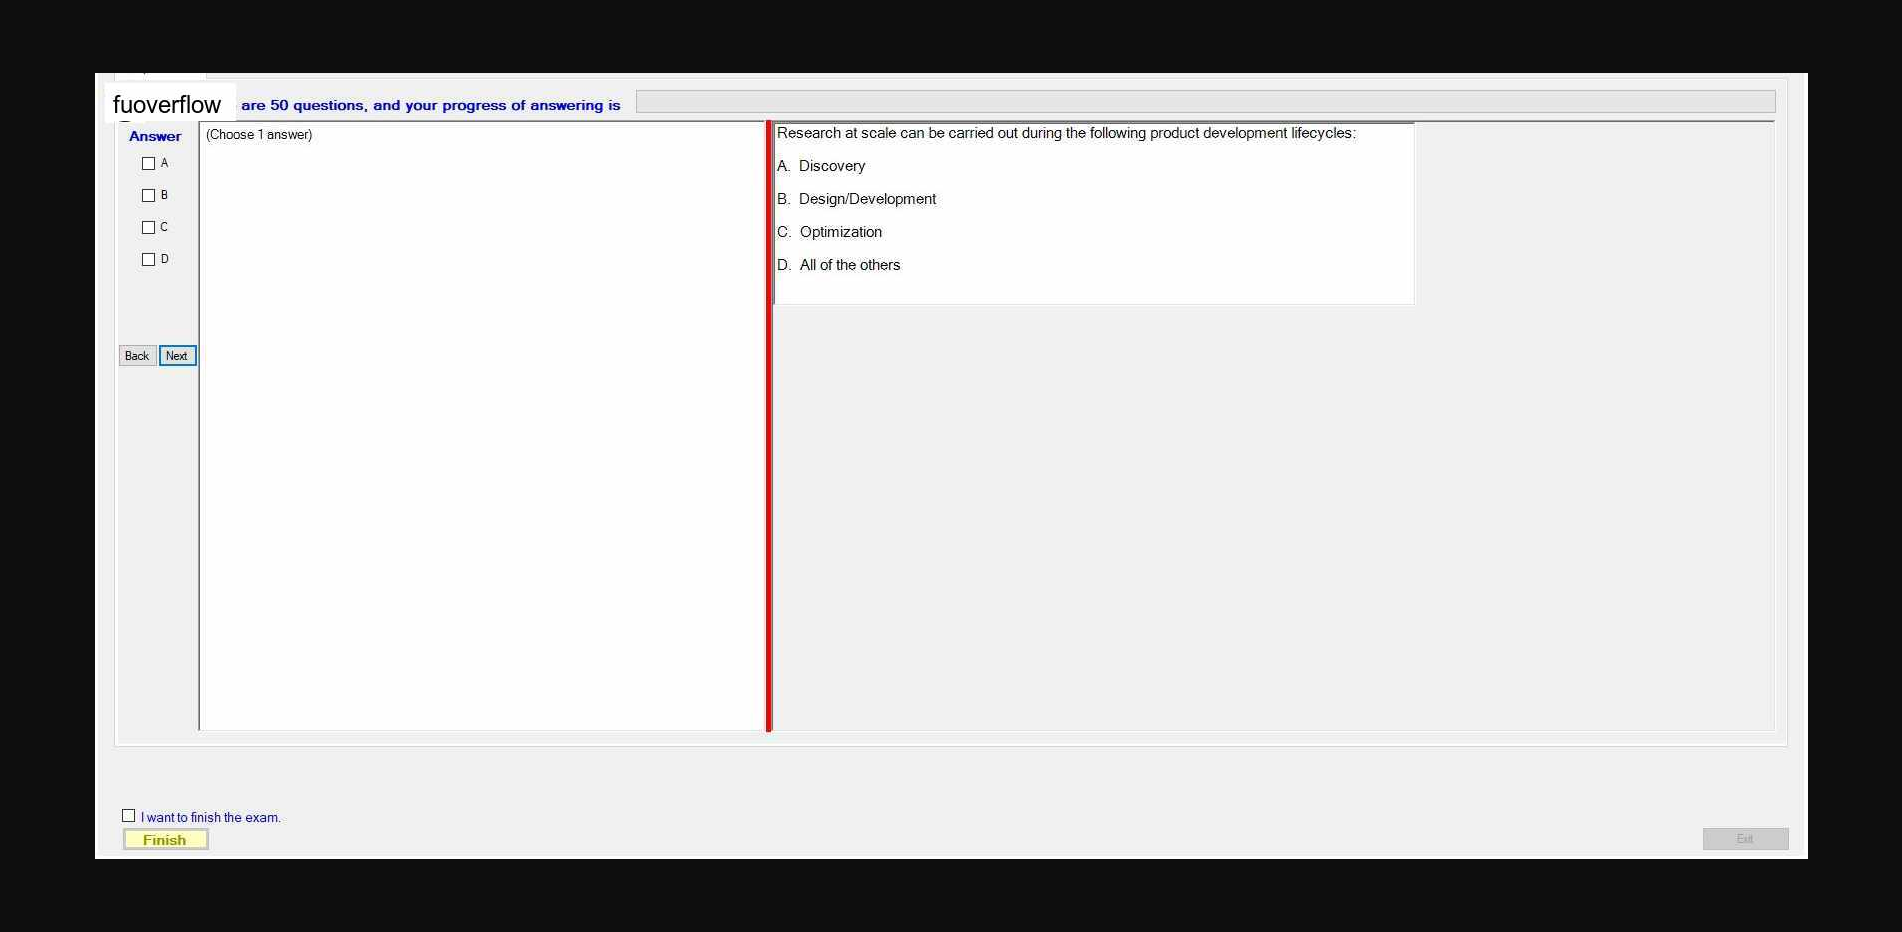 fuoverflow are 50 questions, and your progress of answering is
Answer
(Choose 1 answer)
A
B
C
D
Back Next
Research at scale can be carried out during the following product development lifecycles:
A. Discovery
B. Design/Development
C. Optimization
D. All of the others
I want to finish the exam.
Finish
Exit